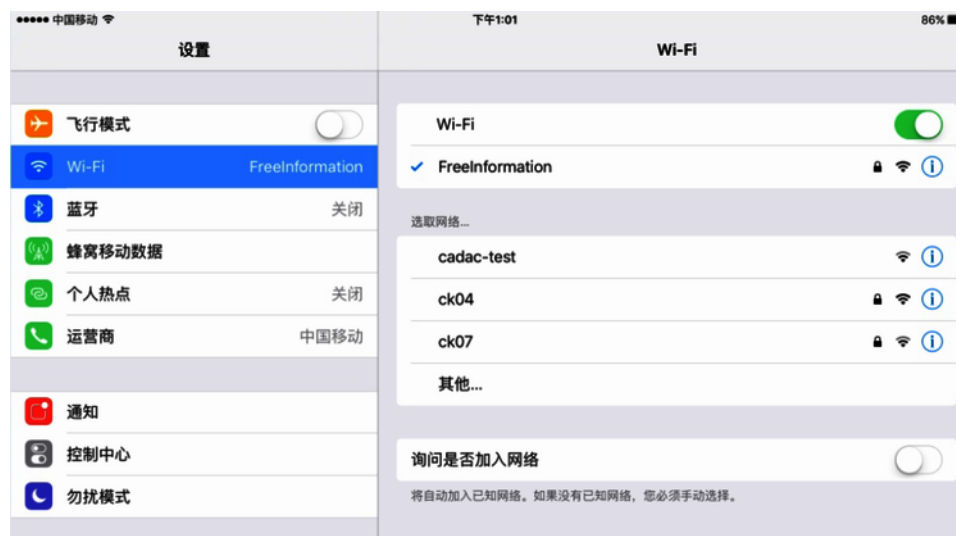 中国移动
下午1:01
86%
设置
Wi-Fi
飞行模式
Wi-Fi
FreeInformation
蓝牙
关闭
蜂窝移动数据
个人热点
关闭
运营商
中国移动
通知
控制中心
勿扰模式
Wi-Fi
FreeInformation
选取网络...
cadac-test
ck04
ck07
其他...
询问是否加入网络
将自动加入已知网络。如果没有已知网络，您必须手动选择。